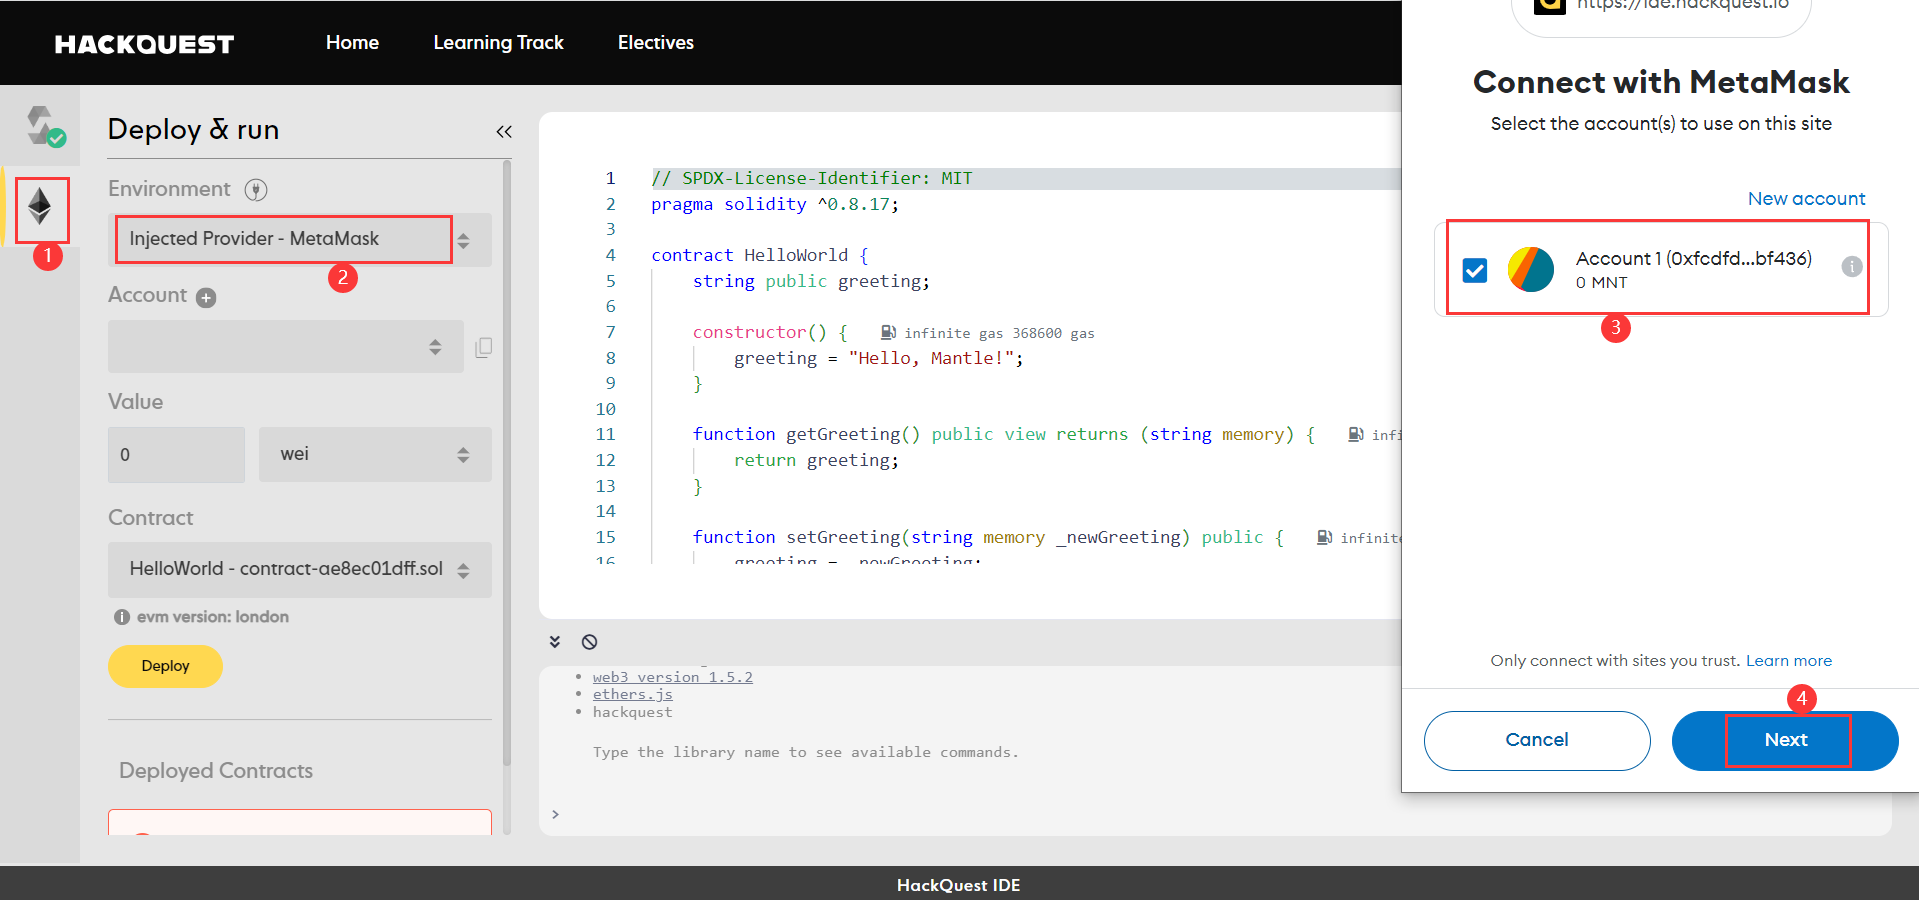 HACKQUEST
Home
Learning Track
Electives
1
Deploy & run
Environment
Injected Provider - MetaMask
2
Account
Value
0
wei
Contract
HelloWorld - contract-ae8ec01dff.sol
evm version: london
Deploy
Deployed Contracts
1 // SPDX-License-Identifier: MIT
2 pragma solidity ^0.8.17;
3
4 contract HelloWorld {
5 string public greeting;
6
7 constructor() { infinite gas 368600 gas
8 greeting = "Hello, Mantle!";
9 }
10
11 function getGreeting() public view returns (string memory) { infi
12 return greeting;
13 }
14
15 function setGreeting(string memory _newGreeting) public { infinite
16 greeting = _newGreeting;
web3 version 1.5.2
ethers.js
hackquest
Type the library name to see available commands.
>
https://ide.hackquest.io
Connect with MetaMask
Select the account(s) to use on this site
New account
Account 1 (0xfcdfd...bf436)
0 MNT
3
Only connect with sites you trust. Learn more
4
Cancel
Next
HackQuest IDE